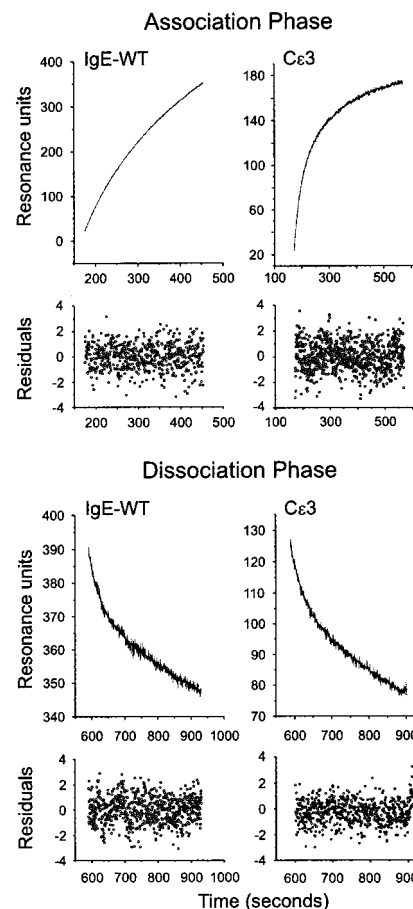 Association Phase
IgE-WT
Cε3
Resonance units
400
300
200
100
0
180
140
100
60
20
200 300 400 500
100 300 500
Residuals
4
2
0
-2
-4
4
2
0
-2
-4
200 300 400 500
100 300 500
Dissociation Phase
IgE-WT
Cε3
Resonance units
400
390
380
370
360
350
340
130
120
110
100
90
80
70
600 700 800 900 1000
600 700 800 900
Residuals
4
2
0
-2
-4
4
2
0
-2
-4
600 700 800 900 1000
600 700 800
Time (seconds)